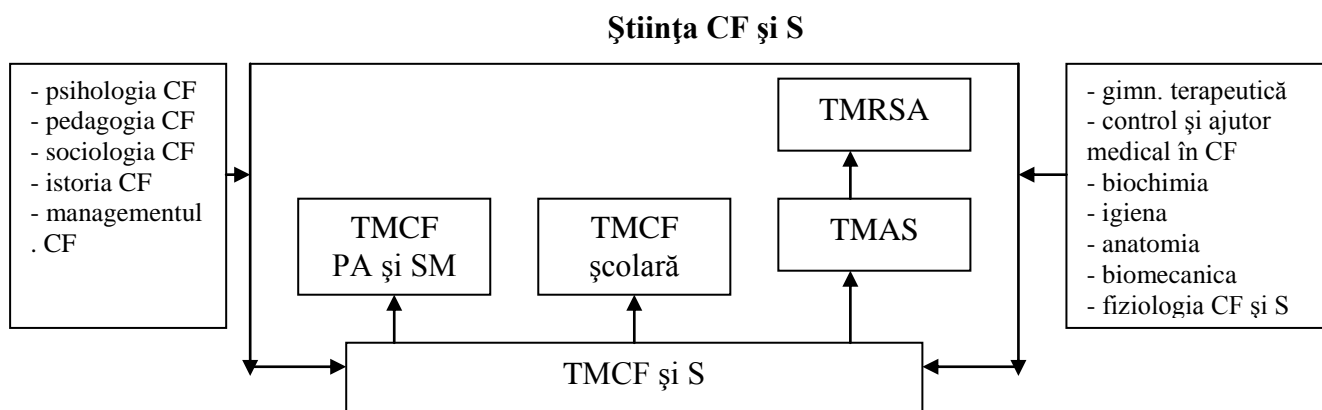 Ştiinţa CF şi S
- psihologia CF
- pedagogia CF
- sociologia CF
- istoria CF
- managementul
. CF
TMRSA
TMCF
PA şi SM
TMCF
şcolară
TMAS
TMCF şi S
- gimn. terapeutică
- control şi ajutor
medical în CF
- biochimia
- igiena
- anatomia
- biomecanica
- fiziologia CF şi S